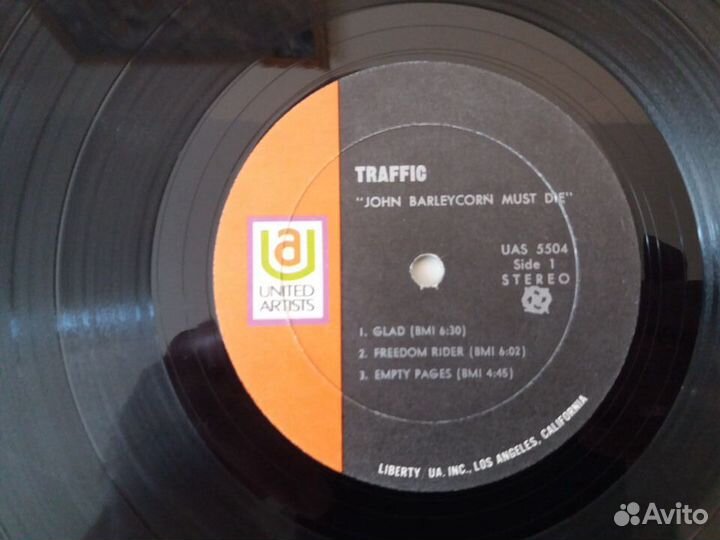 TRAFFIC
"JOHN BARLEYCORN MUST DIE"
UAS 5504
Side 1
STEREO
ua
UNITED
ARTISTS
1. GLAD (BMI 6:30)
2. FREEDOM RIDER (BMI 6:02)
3. EMPTY PAGES (BMI 4:45)
LIBERTY UA, INC., LOS ANGELES, CALIFORNIA
Avito